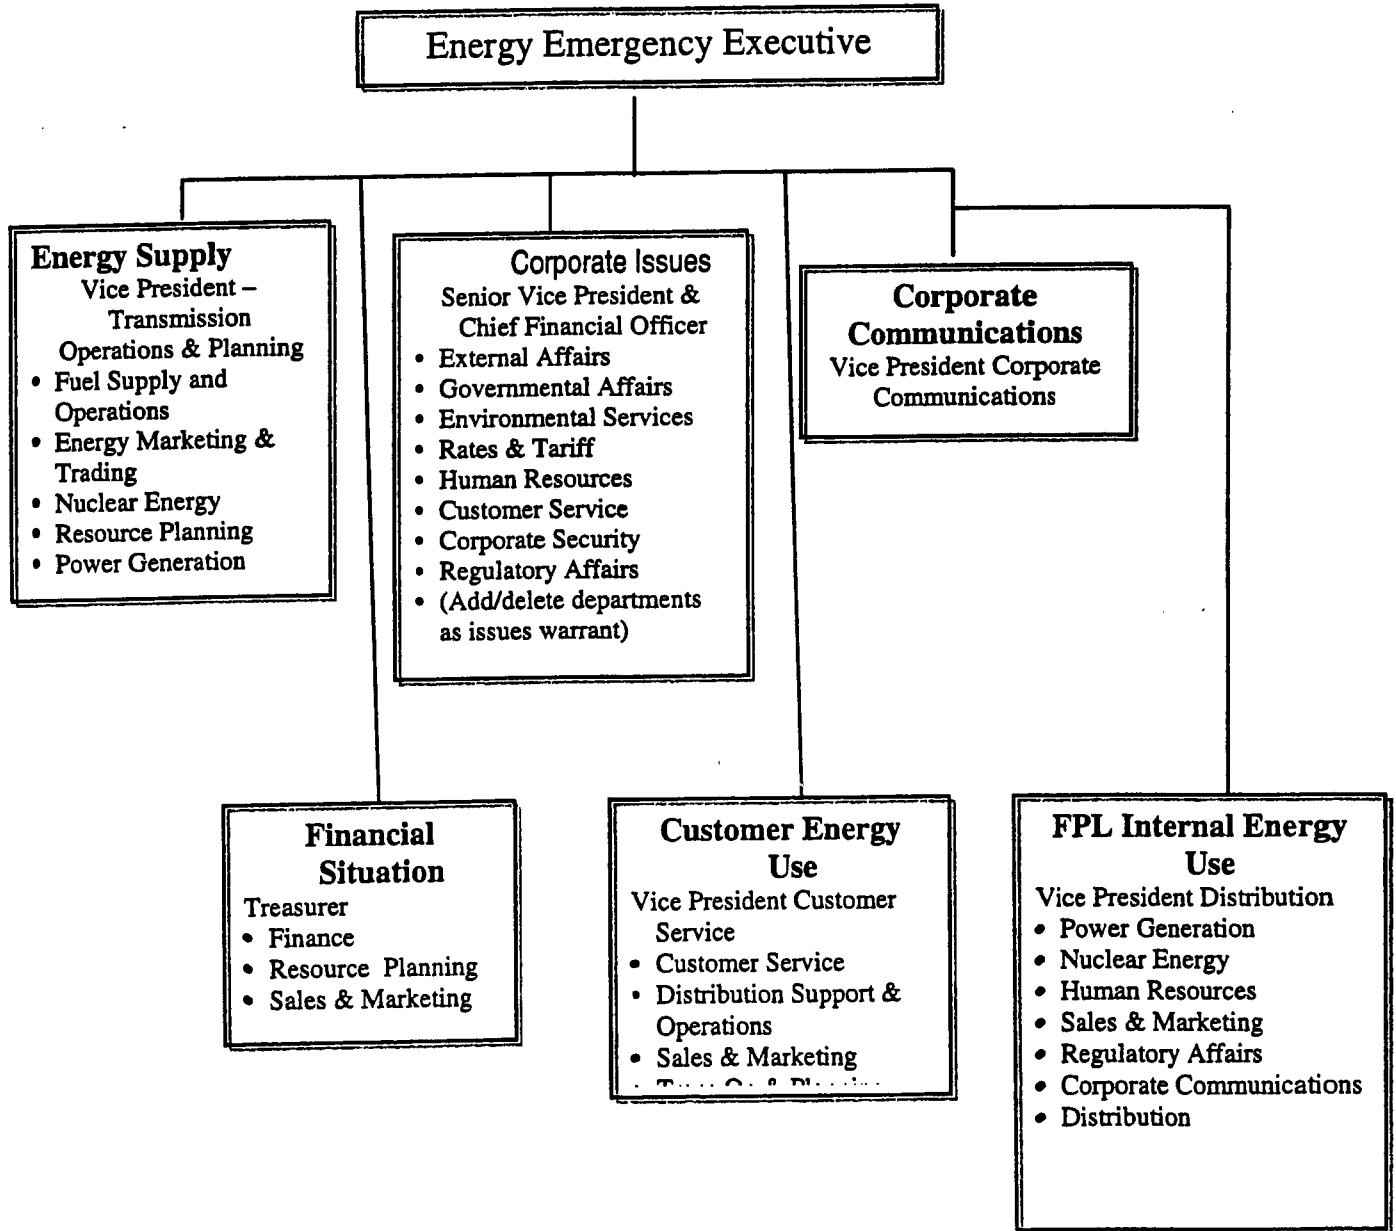 Energy Emergency Executive
Energy Supply
Vice President –
Transmission
Operations & Planning
• Fuel Supply and
Operations
• Energy Marketing &
Trading
• Nuclear Energy
• Resource Planning
• Power Generation
Corporate Issues
Senior Vice President &
Chief Financial Officer
• External Affairs
• Governmental Affairs
• Environmental Services
• Rates & Tariff
• Human Resources
• Customer Service
• Corporate Security
• Regulatory Affairs
• (Add/delete departments
as issues warrant)
Corporate
Communications
Vice President Corporate
Communications
Financial
Situation
Treasurer
• Finance
• Resource Planning
• Sales & Marketing
Customer Energy
Use
Vice President Customer
Service
• Customer Service
• Distribution Support &
Operations
• Sales & Marketing
FPL Internal Energy
Use
Vice President Distribution
• Power Generation
• Nuclear Energy
• Human Resources
• Sales & Marketing
• Regulatory Affairs
• Corporate Communications
• Distribution